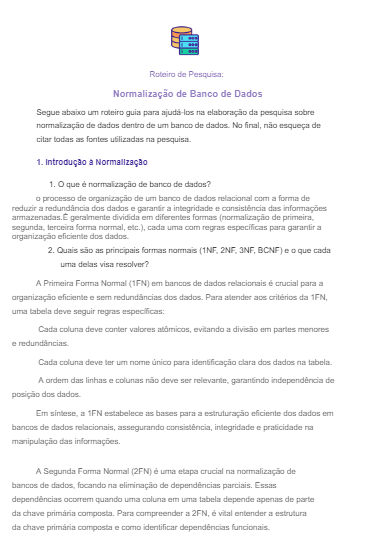 Roteiro de Pesquisa:
Normalização de Banco de Dados
Segue abaixo um roteiro guia para ajudá-los na elaboração da pesquisa sobre
normalização de dados dentro de um banco de dados. No final, não esqueça de
citar todas as fontes utilizadas na pesquisa.
1. Introdução à Normalização
1. O que é normalização de banco de dados?
o processo de organização de um banco de dados relacional com a forma de
reduzir a redundância de dados e garantir a integridade e consistência das informações
armazenadas.É geralmente dividida em diferentes formas (normalização de primeira,
segunda, terceira forma normal, etc.), cada uma com regras específicas para garantir a
organização eficiente dos dados.
2. Quais são as principais formas normais (1NF, 2NF, 3NF, BCNF) e o que cada
uma delas visa resolver?
A Primeira Forma Normal (1FN) em bancos de dados relacionais é crucial para a
organização eficiente e sem redundâncias dos dados. Para atender aos critérios da 1FN,
uma tabela deve seguir regras específicas:
Cada coluna deve conter valores atômicos, evitando a divisão em partes menores
e redundâncias.
Cada coluna deve ter um nome único para identificação clara dos dados na tabela.
A ordem das linhas e colunas não deve ser relevante, garantindo independência de
posição dos dados.
Em síntese, a 1FN estabelece as bases para a estruturação eficiente dos dados em
bancos de dados relacionais, assegurando consistência, integridade e praticidade na
manipulação das informações.
A Segunda Forma Normal (2FN) é uma etapa crucial na normalização de
bancos de dados, focando na eliminação de dependências parciais. Essas
dependências ocorrem quando uma coluna em uma tabela depende apenas de parte
da chave primária composta. Para compreender a 2FN, é vital entender a estrutura
da chave primária composta e como identificar dependências funcionais.